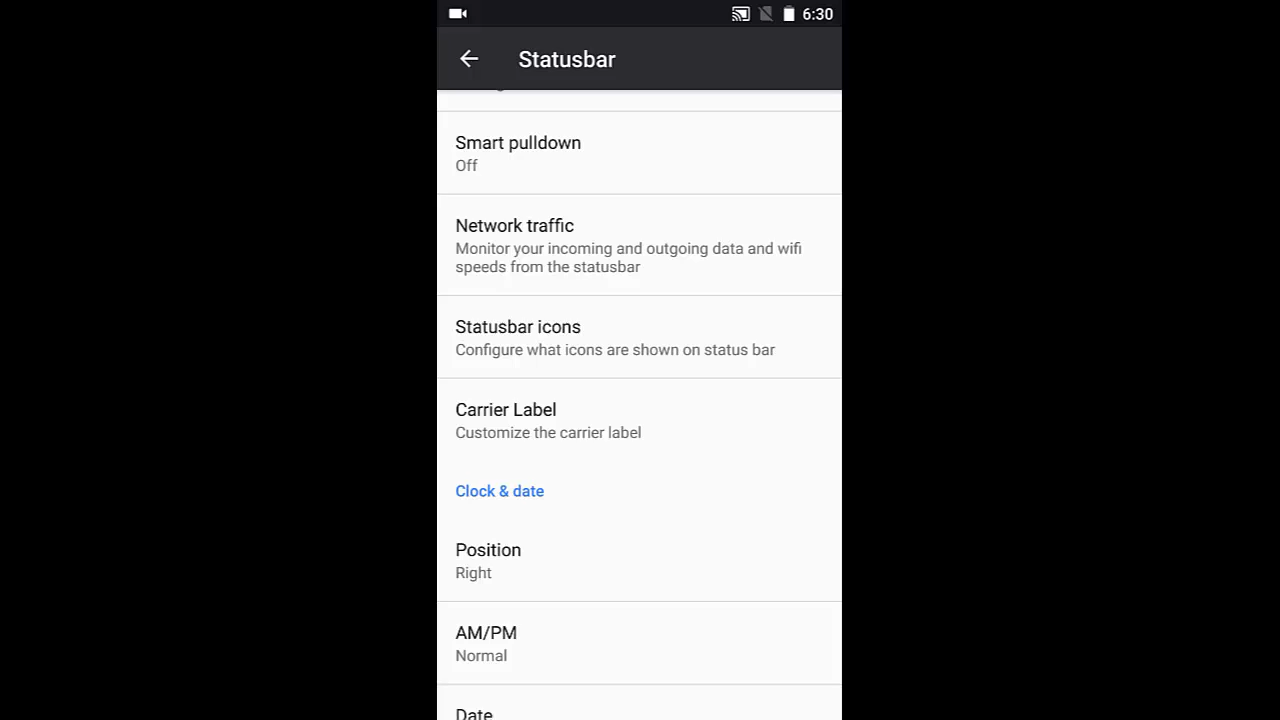 6:30
Statusbar
Smart pulldown
Off
Network traffic
Monitor your incoming and outgoing data and wifi
speeds from the statusbar
Statusbar icons
Configure what icons are shown on status bar
Carrier Label
Customize the carrier label
Clock & date
Position
Right
AM/PM
Normal
Date